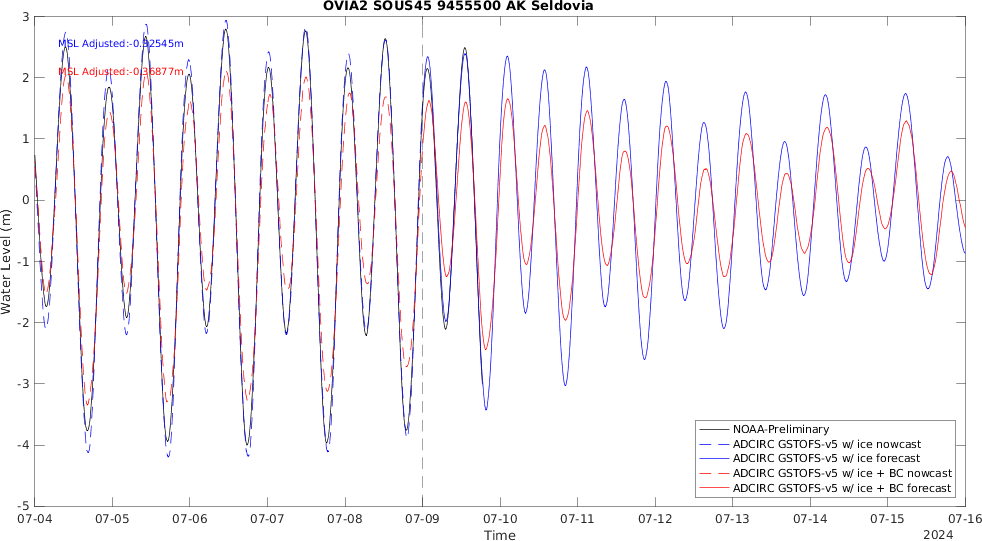 OVIA2 SOUS45 9455500 AK Seldovia
MSL Adjusted:-0.92545m
MSL Adjusted:-0.36877m
Water Level (m)
3
2
1
0
-1
-2
-3
-4
-5
NOAA-Preliminary
ADCIRC GSTOFS-v5 w/ ice nowcast
ADCIRC GSTOFS-v5 w/ ice forecast
ADCIRC GSTOFS-v5 w/ ice + BC nowcast
ADCIRC GSTOFS-v5 w/ ice + BC forecast
07-04 07-05 07-06 07-07 07-08 07-09 07-10 07-11 07-12 07-13 07-14 07-15 07-16
Time
2024